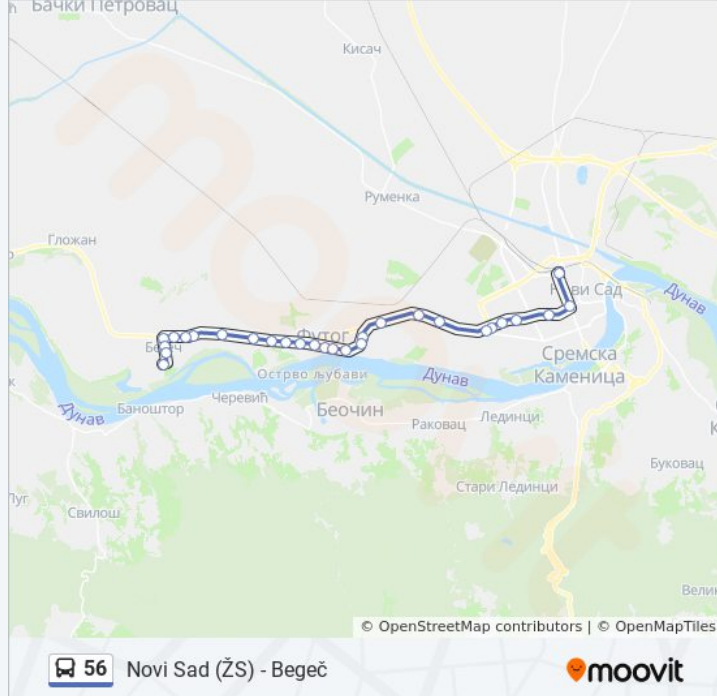 Бачки Петровац
Кисач
Руменка
Гложан
Нови Сад
Дунав
Футог
Бегеч
Сремска
Каменица
Острво љубави
Дунав
Черевић
Баноштор
Беочин
Дунав
Раковац
Лединци
Буковац
Стари Лединци
Свилош
© OpenStreetMap contributors | © OpenMapTiles
56 Novi Sad (ŽS) - Begeč
moovit